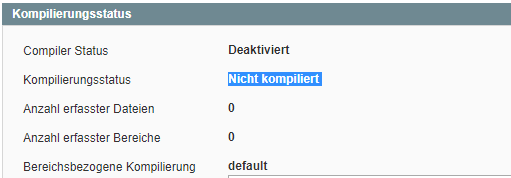 Kompilierungsstatus
Compiler Status Deaktiviert
Kompilierungsstatus Nicht kompiliert
Anzahl erfasster Dateien 0
Anzahl erfasster Bereiche 0
Bereichsbezogene Kompilierung default